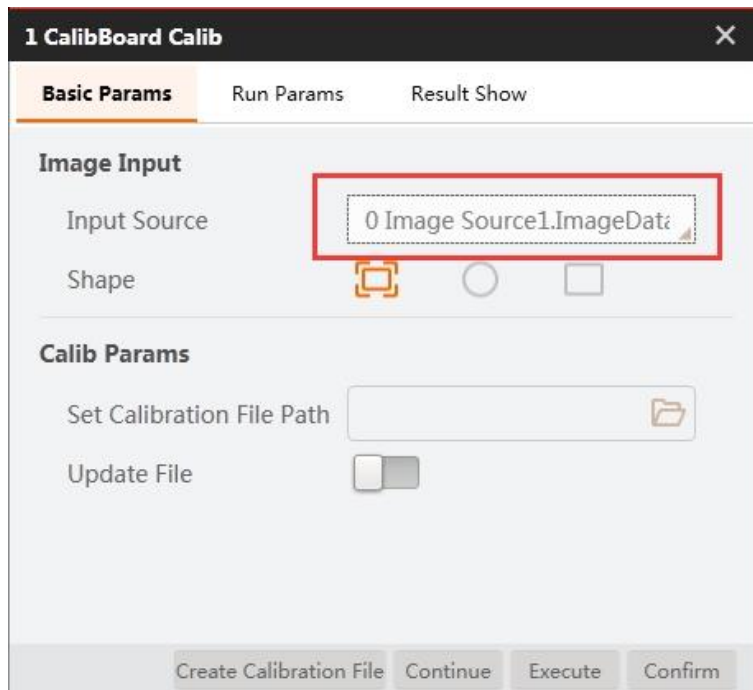 1 CalibBoard Calib
Basic Params Run Params Result Show
Image Input
Input Source 0 Image Source1.ImageData
Shape
Calib Params
Set Calibration File Path
Update File
Create Calibration File Continue Execute Confirm